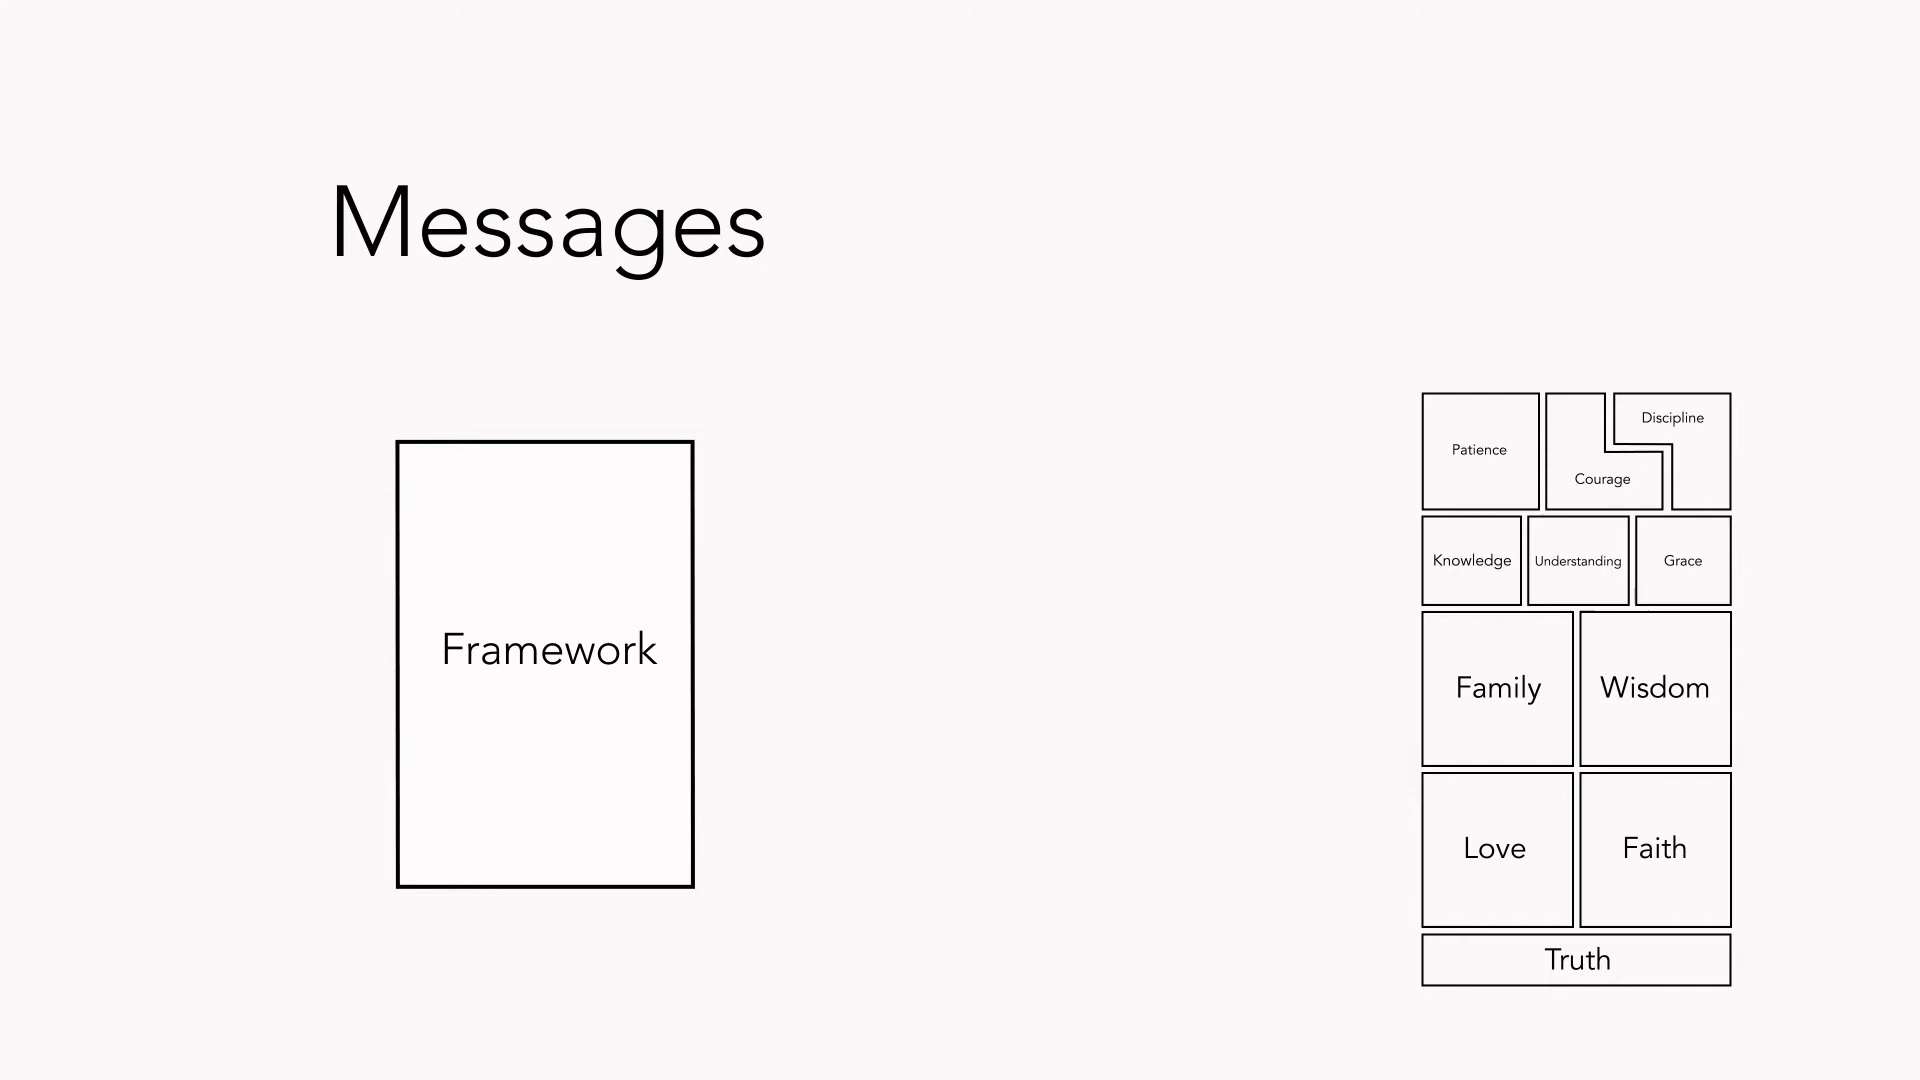 Messages
Framework
Patience
Courage
Discipline
Knowledge
Understanding
Grace
Family
Wisdom
Love
Faith
Truth